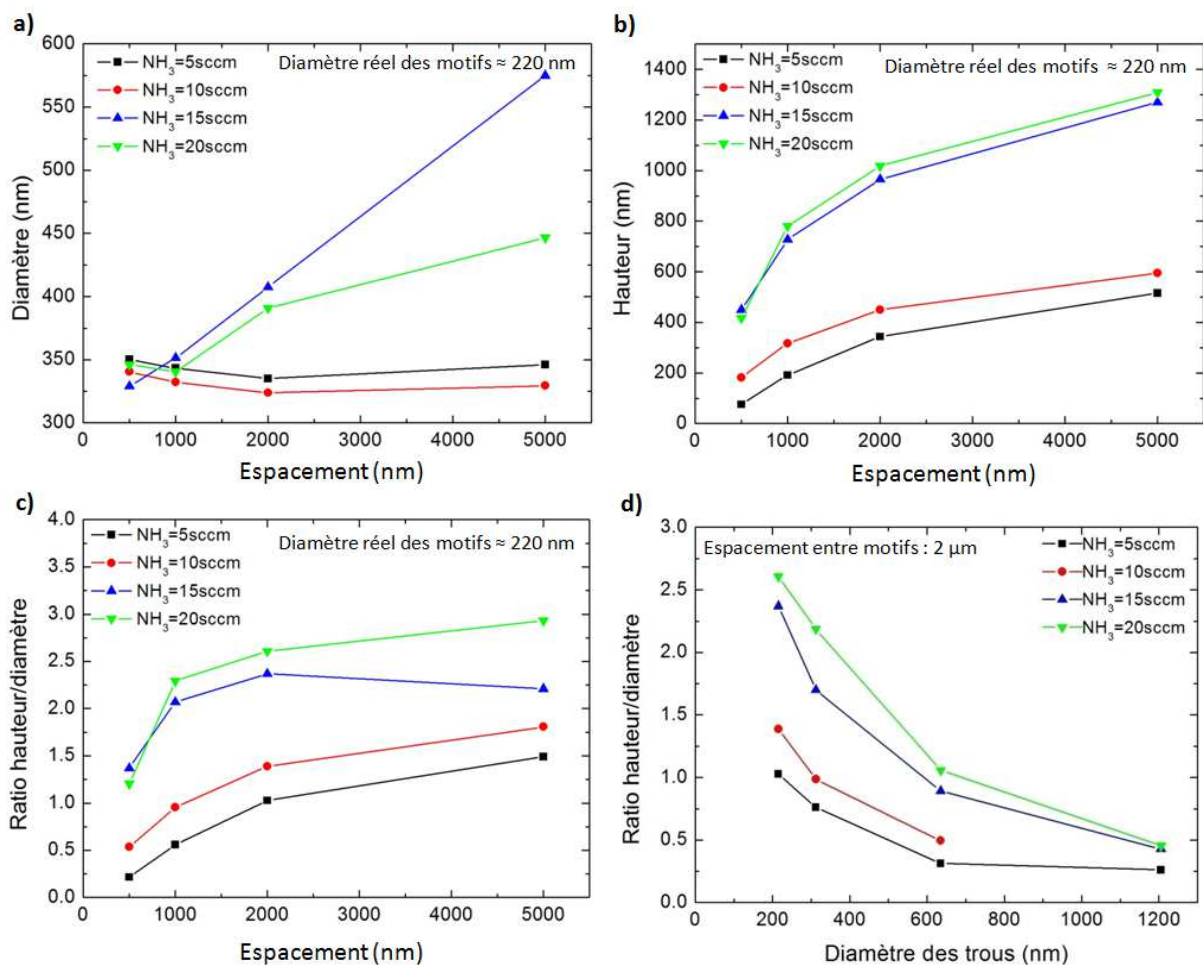 a)
600
550
500
450
400
350
300
Diamètre (nm)
NH3=5sccm
NH3=10sccm
NH3=15sccm
NH3=20sccm
Diamètre réel des motifs ≈ 220 nm
0 1000 2000 3000 4000 5000
Espacement (nm)
b)
1400
1200
1000
800
600
400
200
0
Hauteur (nm)
NH3=5sccm
NH3=10sccm
NH3=15sccm
NH3=20sccm
Diamètre réel des motifs ≈ 220 nm
0 1000 2000 3000 4000 5000
Espacement (nm)
c)
4.0
3.5
3.0
2.5
2.0
1.5
1.0
0.5
0.0
Ratio hauteur/diamètre
NH3=5sccm
NH3=10sccm
NH3=15sccm
NH3=20sccm
Diamètre réel des motifs ≈ 220 nm
0 1000 2000 3000 4000 5000
Espacement (nm)
d)
3.0
2.5
2.0
1.5
1.0
0.5
0.0
Ratio hauteur/diamètre
Espacement entre motifs : 2 µm
NH3=5sccm
NH3=10sccm
NH3=15sccm
NH3=20sccm
0 200 400 600 800 1000 1200
Diamètre des trous (nm)